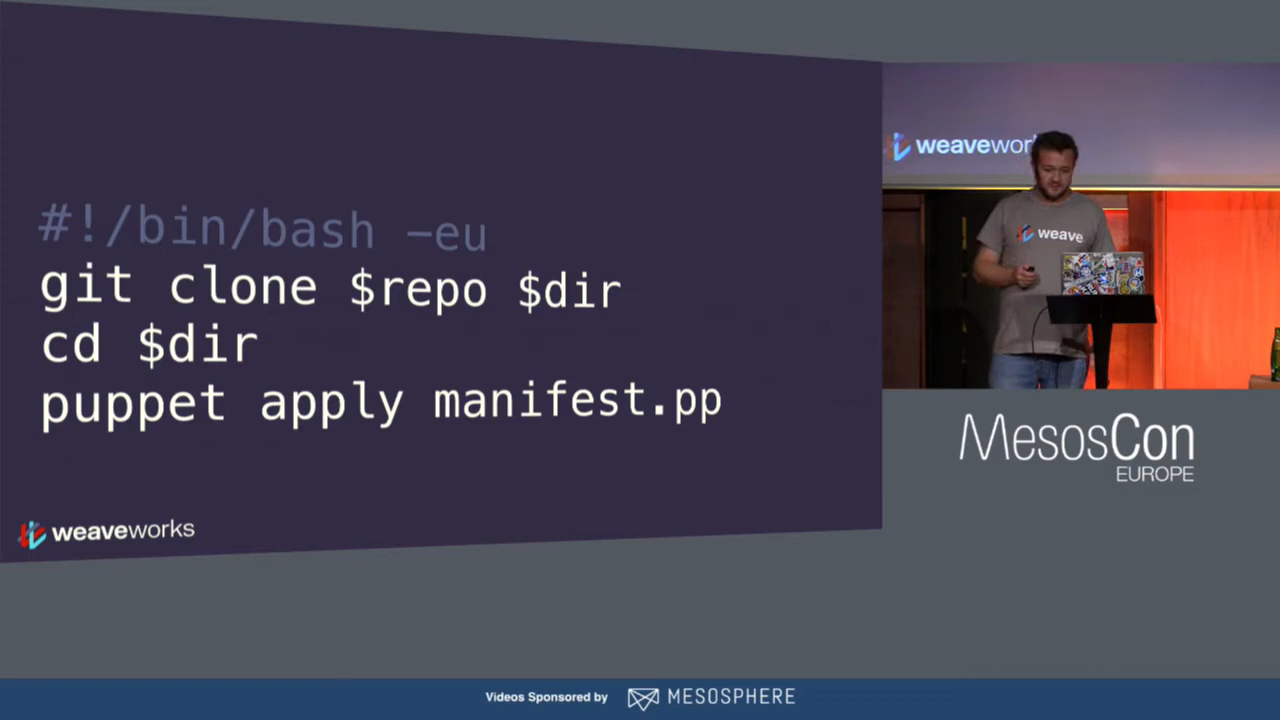 #!/bin/bash -eu
git clone $repo $dir
cd $dir
puppet apply manifest.pp
weaveworks
weavewor
weave
MesosCon
EUROPE
Videos Sponsored by MESOSPHERE